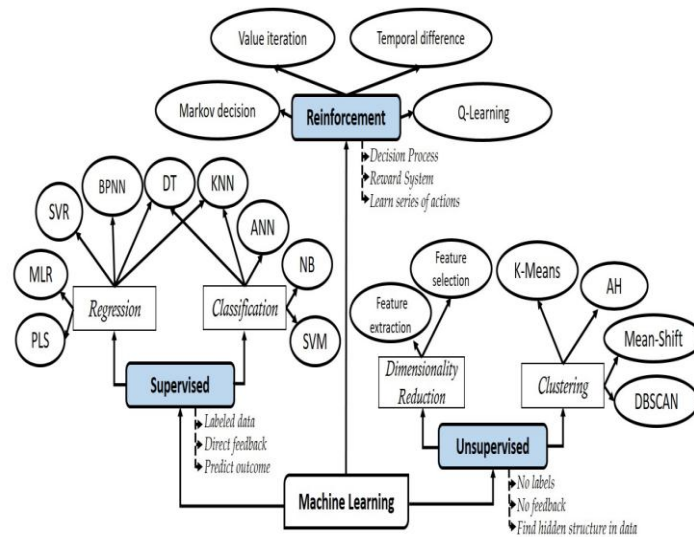 Value iteration
Temporal difference
Markov decision
Reinforcement
Q-Learning
Decision Process
Reward System
Learn series of actions
SVR
BPNN
DT
KNN
ANN
MLR
NB
PLS
Regression
Classification
SVM
Feature
extraction
Feature
selection
K-Means
AH
Mean-Shift
DBSCAN
Dimensionality
Reduction
Clustering
Supervised
Labeled data
Direct feedback
Predict outcome
Unsupervised
No labels
No feedback
Find hidden structure in data
Machine Learning